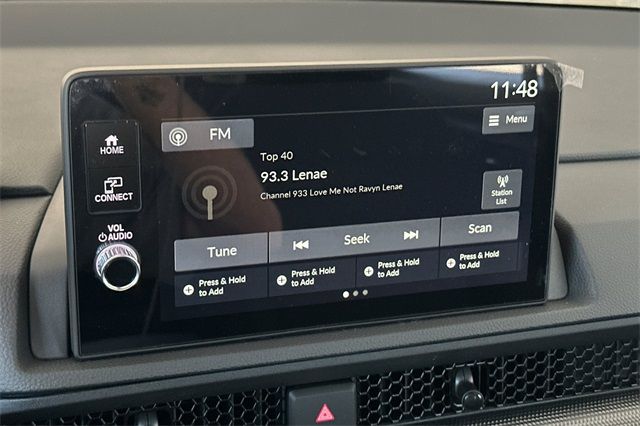 11:48
HOME
FM
Menu
Top 40
93.3 Lenae
Channel 933 Love Me Not Ravyn Lenae
CONNECT
Station
List
VOL
AUDIO
Tune
Seek
Scan
Press & Hold
to Add
Press & Hold
to Add
Press & Hold
to Add
Press & Hold
to Add